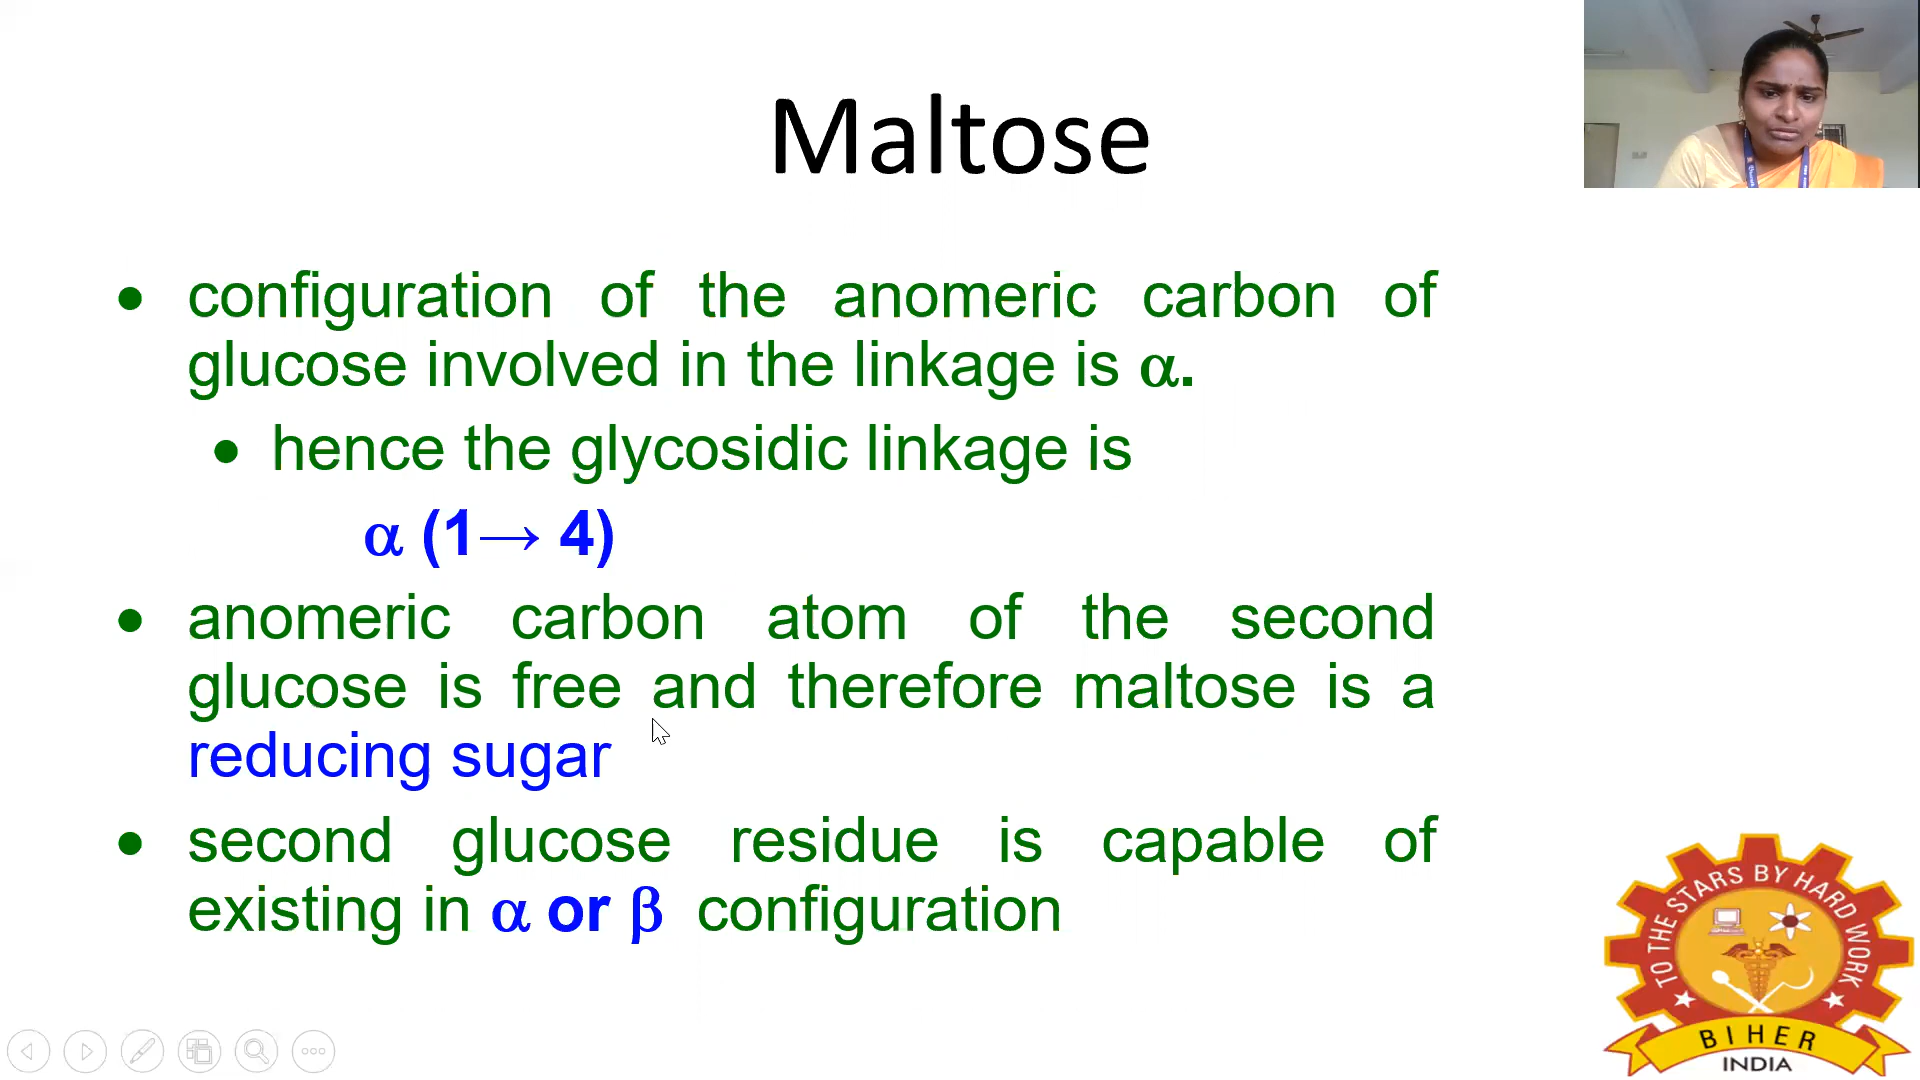 Maltose
• configuration of the anomeric carbon of
glucose involved in the linkage is α.
• hence the glycosidic linkage is
α (1→ 4)
• anomeric carbon atom of the second
glucose is free and therefore maltose is a
reducing sugar
• second glucose residue is capable of
existing in α or β configuration
TO THE STARS BY HARD WORK
BIHER
INDIA